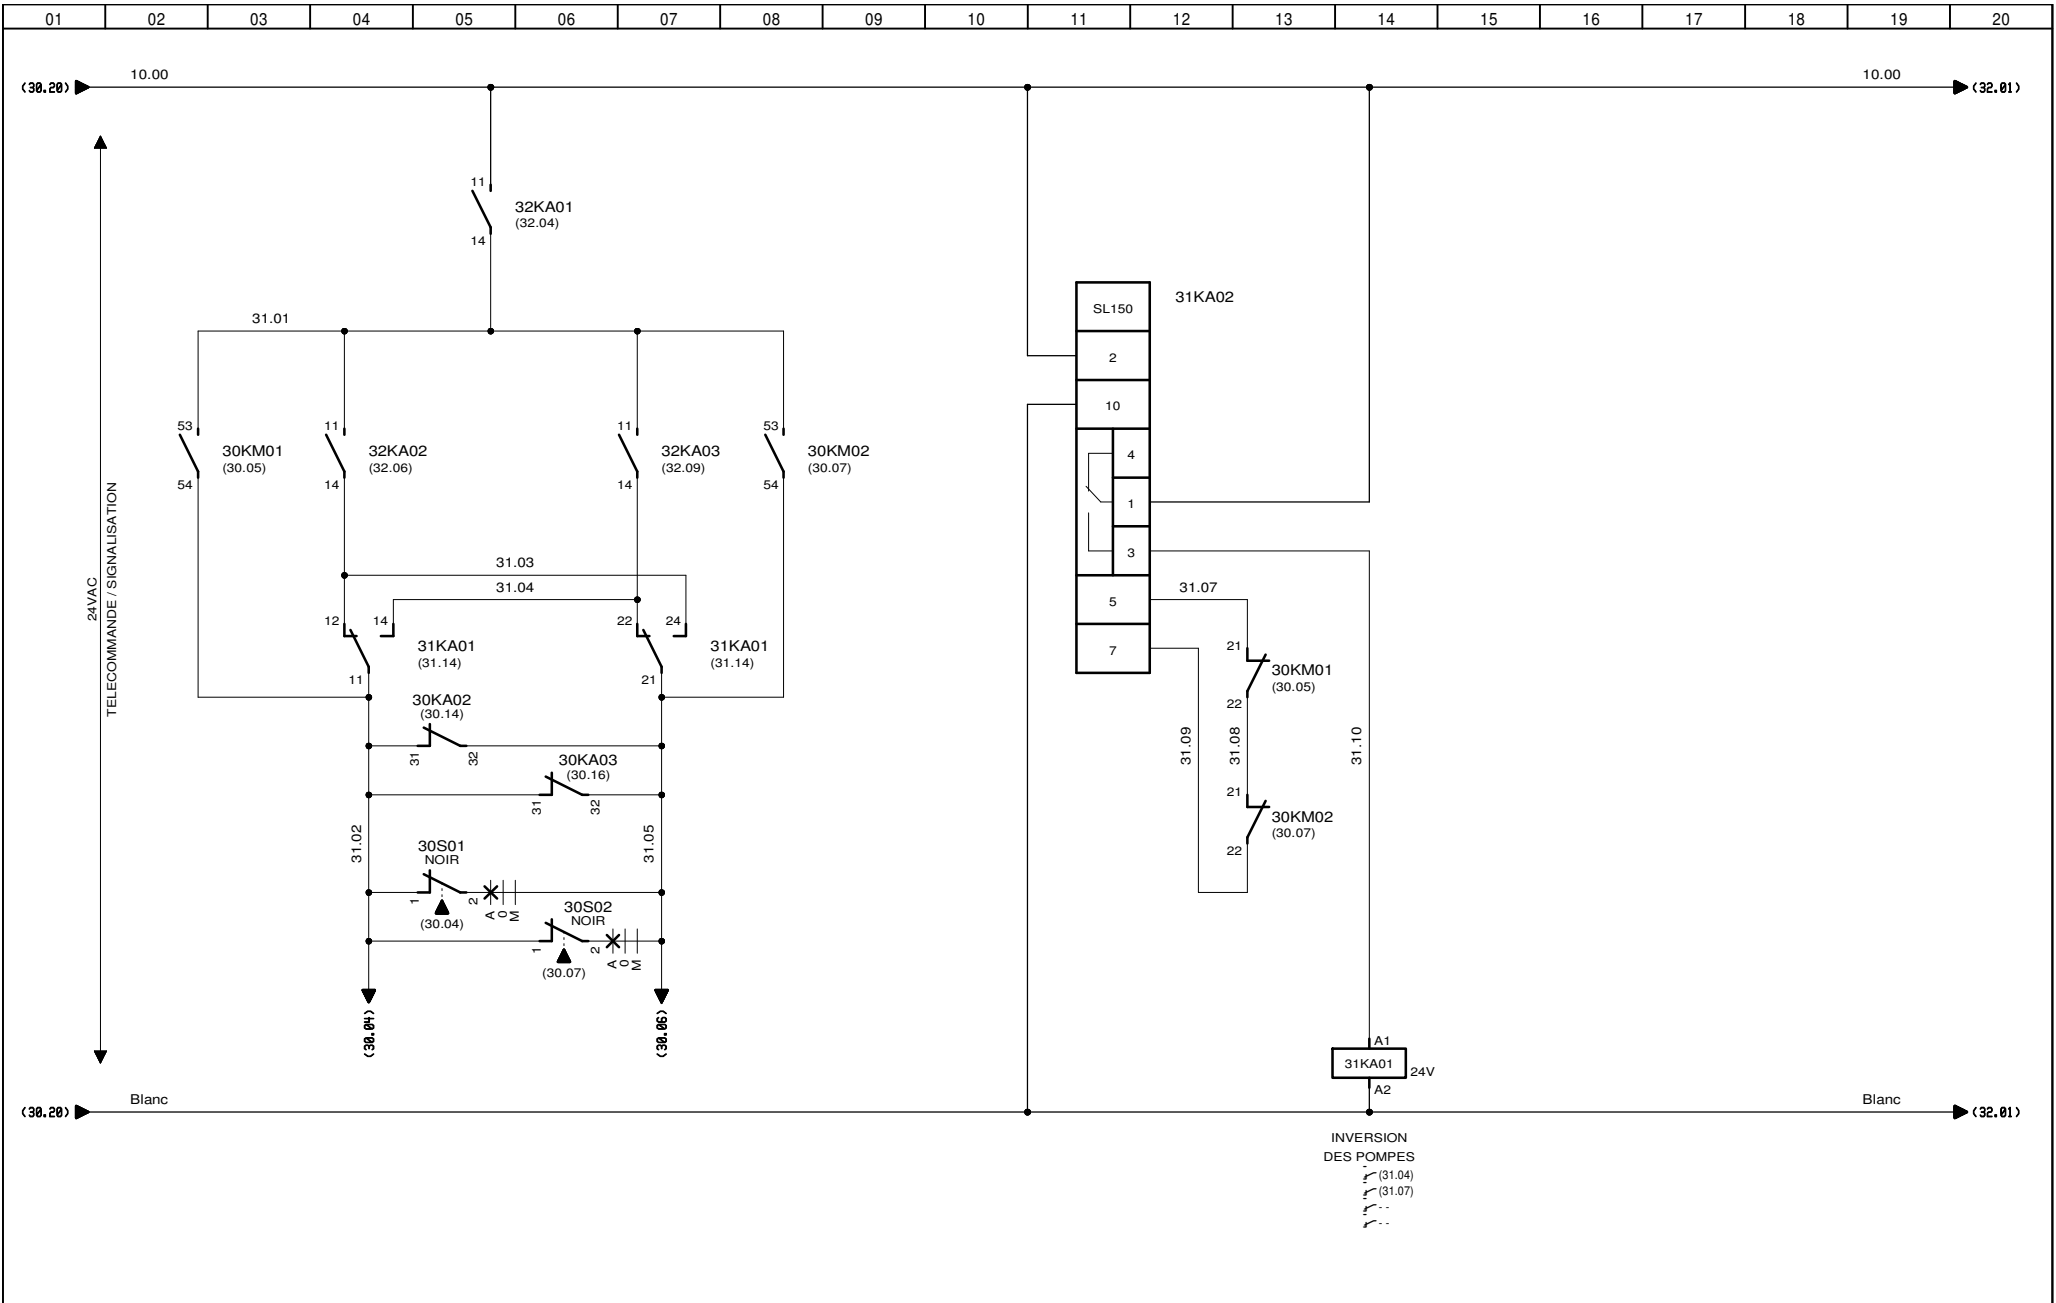 01 02 03 04 05 06 07 08 09 10 11 12 13 14 15 16 17 18 19 20
10.00 10.00
(30.20) (32.01)
24VAC
TELECOMMANDE / SIGNALISATION
11
32KA01
(32.04)
14
31.01
53
30KM01
(30.05)
54
11
32KA02
(32.06)
14
11
32KA03
(32.09)
14
53
30KM02
(30.07)
54
31.03
31.04
12 14
31KA01
(31.14)
11
22 24
31KA01
(31.14)
21
30KA02
(30.14)
31 32
30KA03
(30.16)
31 32
31.02
31.05
30S01
NOIR
1 2 A 0 M
(30.04)
30S02
NOIR
1 2 A 0 M
(30.07)
(30.04)
(30.06)
SL150
31KA02
2
10
4
1
3
5
7
31.07
21
30KM01
(30.05)
22
31.09
31.08
31.10
21
30KM02
(30.07)
22
A1
31KA01
24V
A2
Blanc Blanc
(30.20) (32.01)
INVERSION
DES POMPES
(31.04)
(31.07)
- -
- -